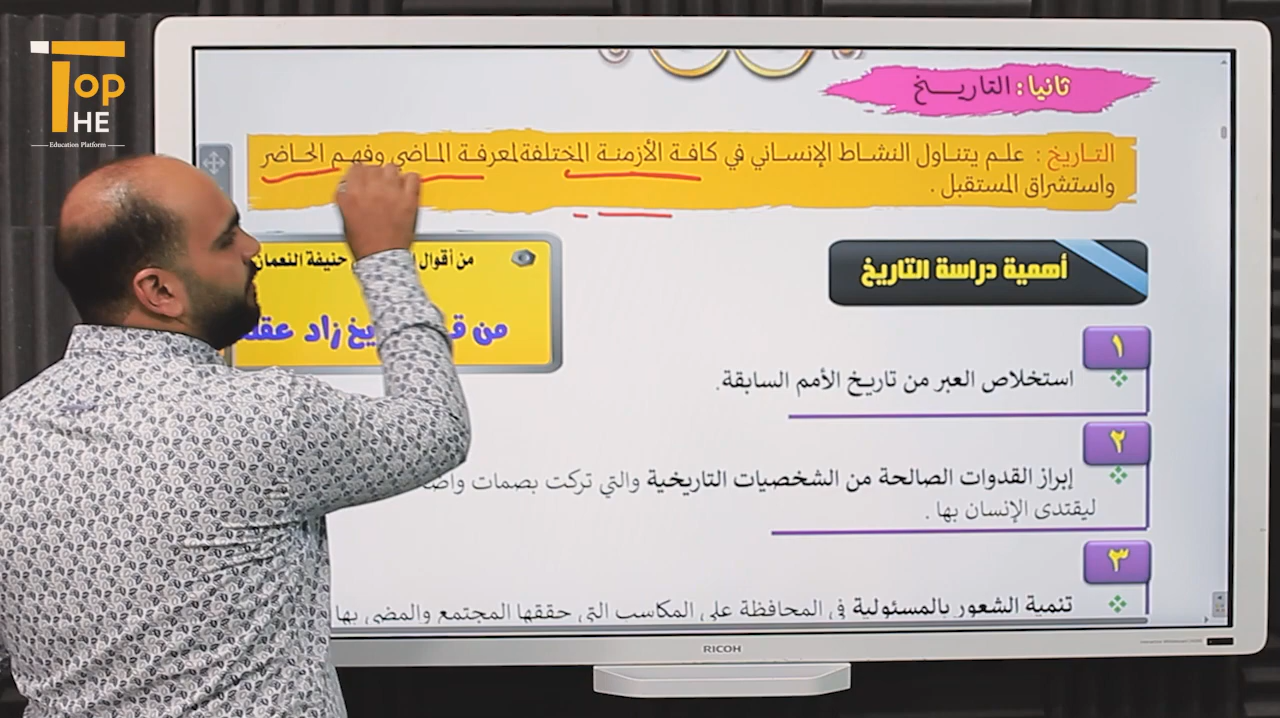 Top
THE
Education Platform
ثانيا: التاريـــخ
التاريخ : علم يتناول النشاط الإنساني في كافة الأزمنة المختلفة لمعرفة الماضي وفهم الحاضر
واستشراق المستقبل .
أهمية دراسة التاريخ
من أقوال حنيفة النعمان
من زاد
١
استخلاص العبر من تاريخ الأمم السابقة.
٢
إبراز القدوات الصالحة من الشخصيات التاريخية والتي تركت بصمات
ليقتدى الإنسان بها .
٣
تنمية الشعور بالمسئولية في المحافظة على المكاسب التي حققها المجتمع والمضي بها
RICOH